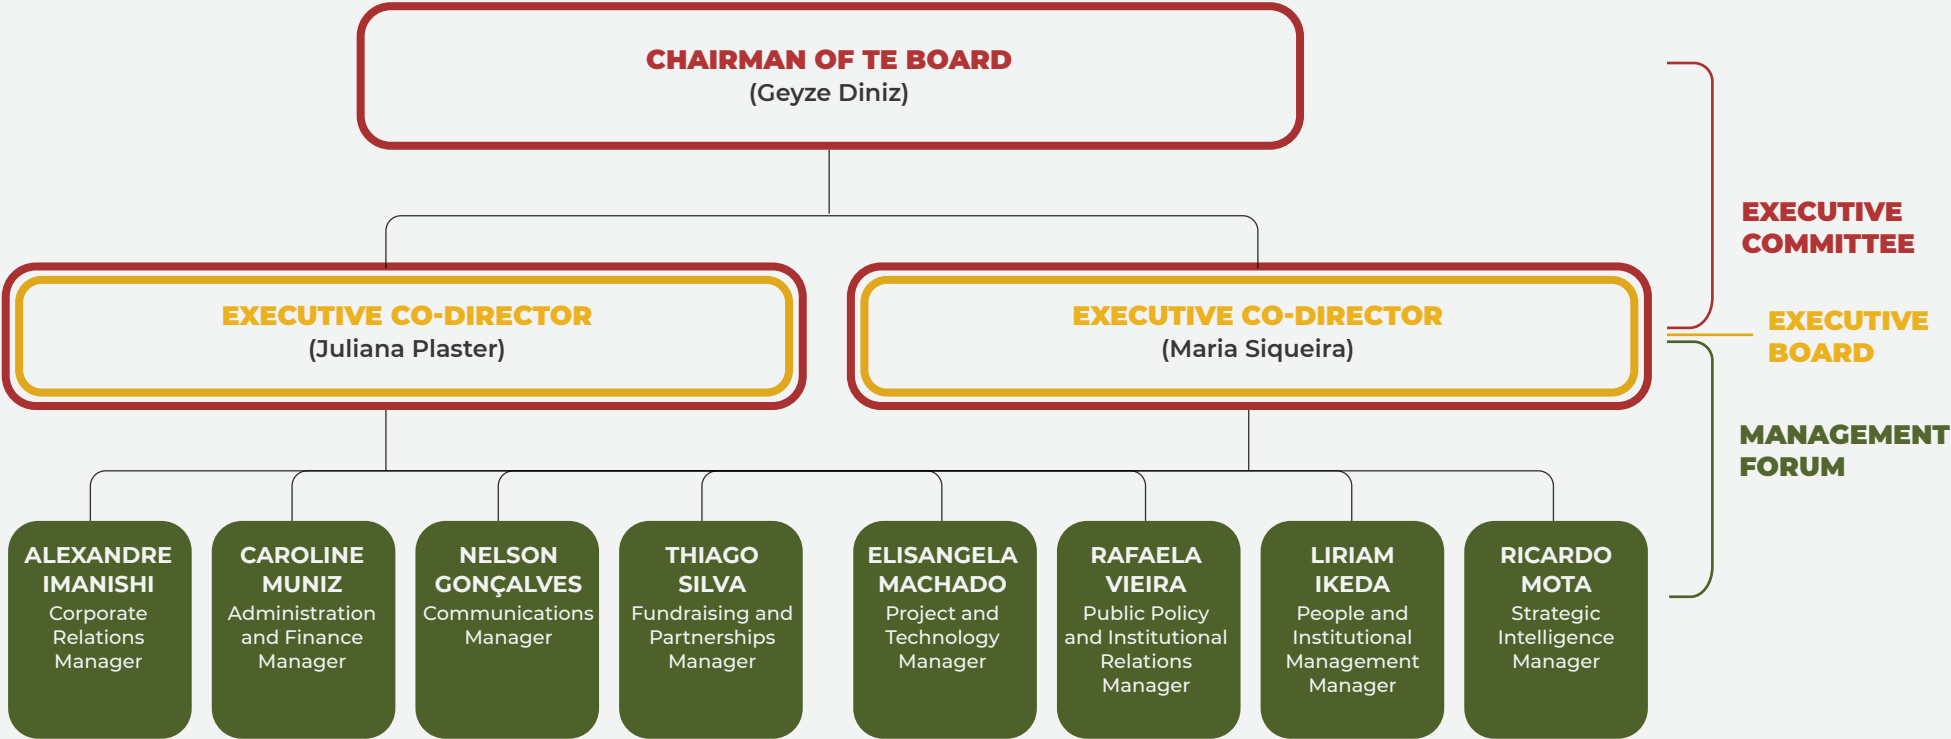 CHAIRMAN OF TE BOARD
(Geyze Diniz)
EXECUTIVE
COMMITTEE
EXECUTIVE CO-DIRECTOR
(Juliana Plaster)
EXECUTIVE CO-DIRECTOR
(Maria Siqueira)
EXECUTIVE
BOARD
MANAGEMENT
FORUM
ALEXANDRE
IMANISHI
Corporate
Relations
Manager
CAROLINE
MUNIZ
Administration
and Finance
Manager
NELSON
GONÇALVES
Communications
Manager
THIAGO
SILVA
Fundraising and
Partnerships
Manager
ELISANGELA
MACHADO
Project and
Technology
Manager
RAFAELA
VIEIRA
Public Policy
and Institutional
Relations
Manager
LIRIAM
IKEDA
People and
Institutional
Management
Manager
RICARDO
MOTA
Strategic
Intelligence
Manager